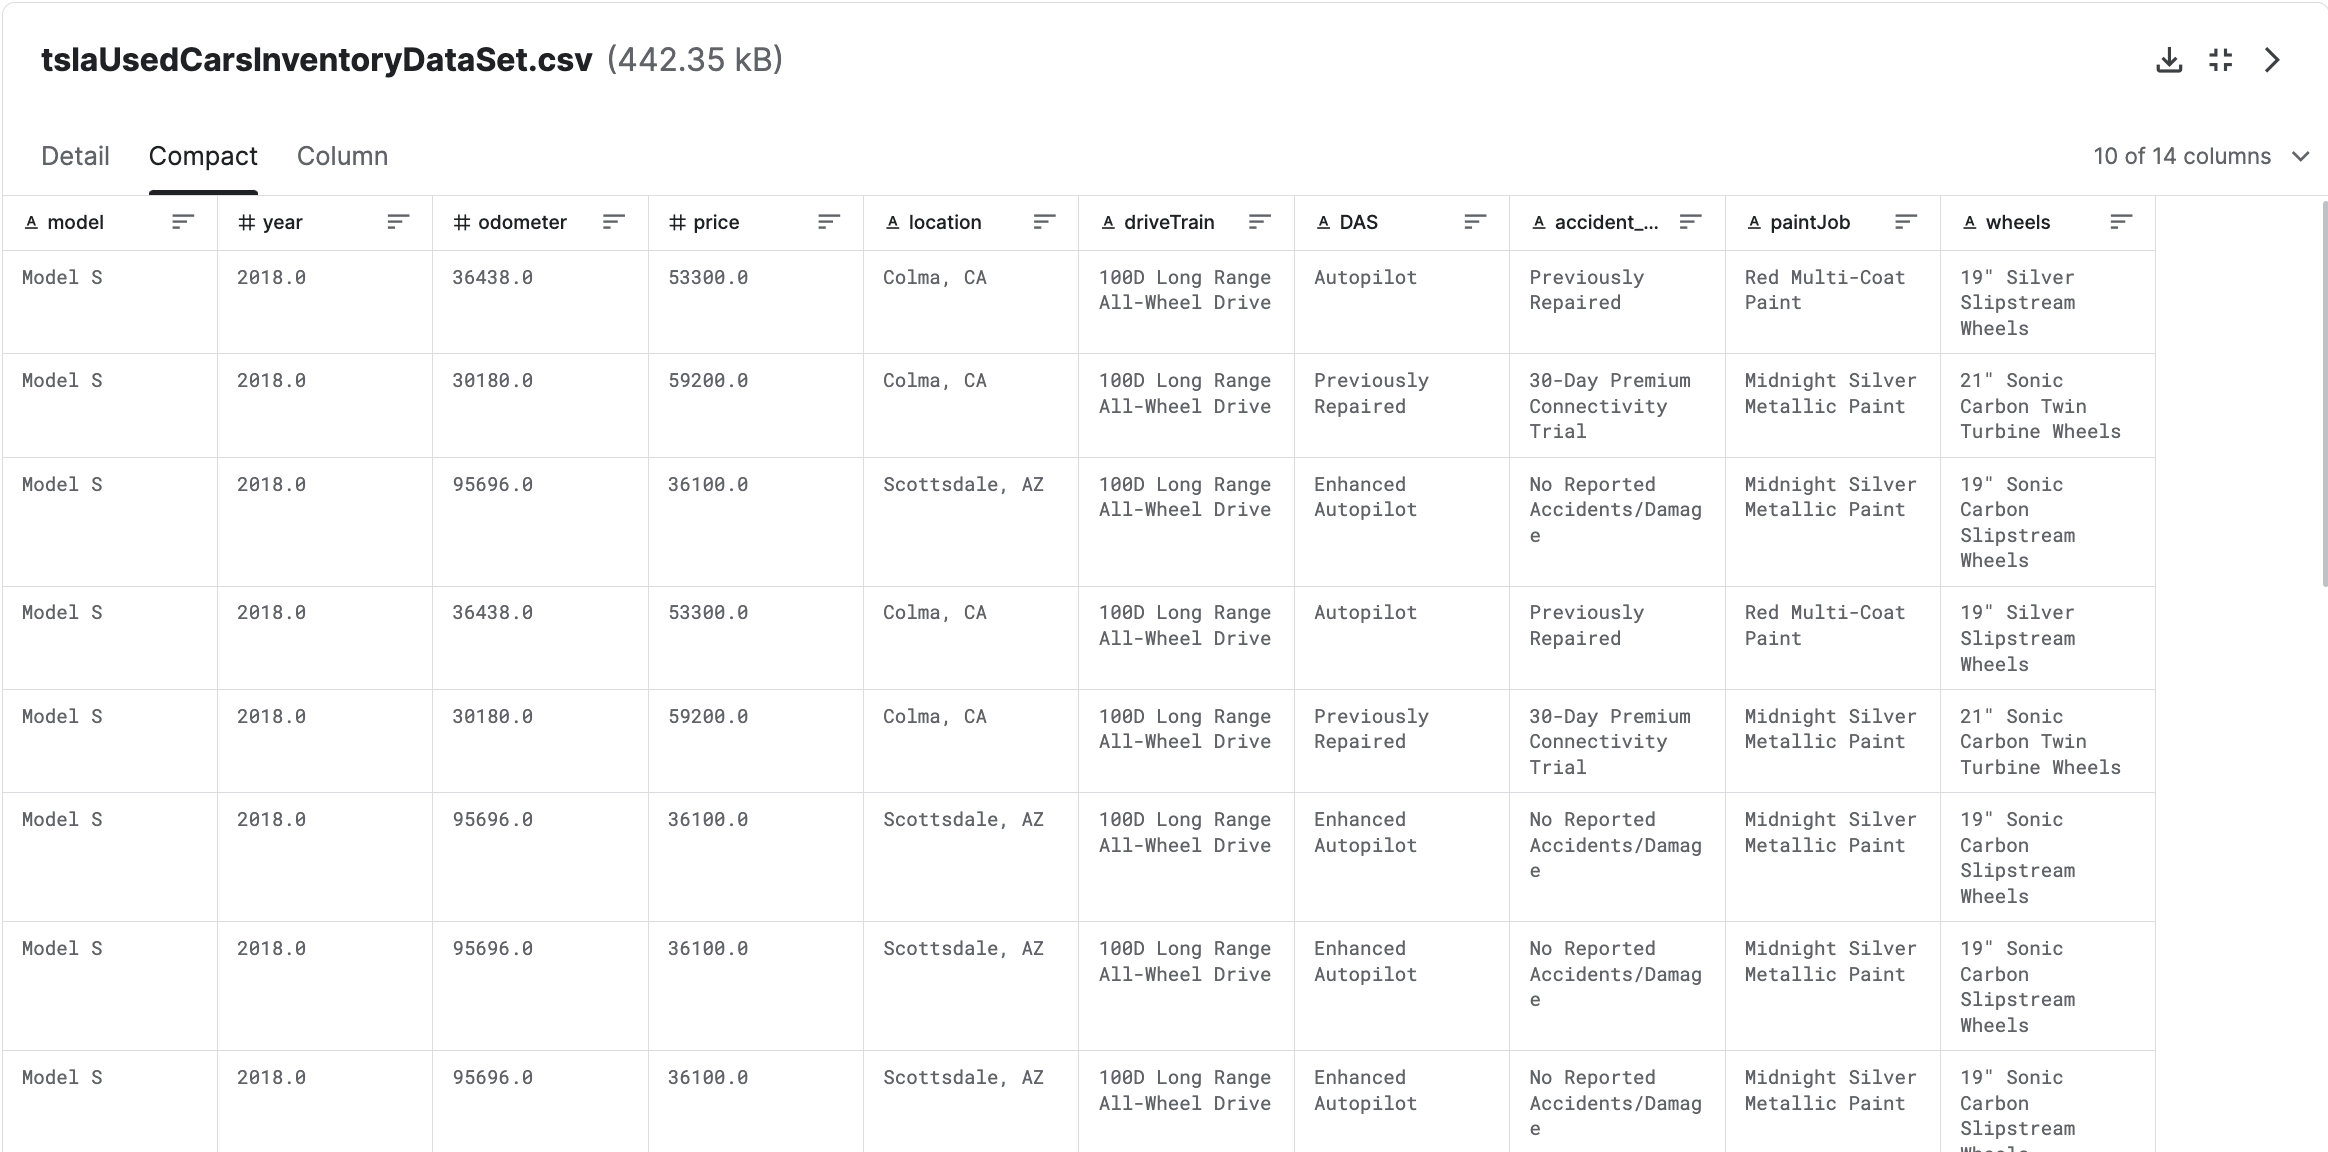 tslaUsedCarsInventoryDataSet.csv (442.35 kB)
Detail Compact Column 10 of 14 columns
model year odometer price location driveTrain DAS accident_... paintJob wheels
Model S 2018.0 36438.0 53300.0 Colma, CA 100D Long Range Autopilot Previously Red Multi-Coat 19" Silver
All-Wheel Drive Repaired Paint Slipstream
Wheels
Model S 2018.0 30180.0 59200.0 Colma, CA 100D Long Range Previously 30-Day Premium Midnight Silver 21" Sonic
All-Wheel Drive Repaired Connectivity Metallic Paint Carbon Twin
Trial Turbine Wheels
Model S 2018.0 95696.0 36100.0 Scottsdale, AZ 100D Long Range Enhanced No Reported Midnight Silver 19" Sonic
All-Wheel Drive Autopilot Accidents/Damag Metallic Paint Carbon
e Slipstream
Wheels
Model S 2018.0 36438.0 53300.0 Colma, CA 100D Long Range Autopilot Previously Red Multi-Coat 19" Silver
All-Wheel Drive Repaired Paint Slipstream
Wheels
Model S 2018.0 30180.0 59200.0 Colma, CA 100D Long Range Previously 30-Day Premium Midnight Silver 21" Sonic
All-Wheel Drive Repaired Connectivity Metallic Paint Carbon Twin
Trial Turbine Wheels
Model S 2018.0 95696.0 36100.0 Scottsdale, AZ 100D Long Range Enhanced No Reported Midnight Silver 19" Sonic
All-Wheel Drive Autopilot Accidents/Damag Metallic Paint Carbon
e Slipstream
Wheels
Model S 2018.0 95696.0 36100.0 Scottsdale, AZ 100D Long Range Enhanced No Reported Midnight Silver 19" Sonic
All-Wheel Drive Autopilot Accidents/Damag Metallic Paint Carbon
e Slipstream
Wheels
Model S 2018.0 95696.0 36100.0 Scottsdale, AZ 100D Long Range Enhanced No Reported Midnight Silver 19" Sonic
All-Wheel Drive Autopilot Accidents/Damag Metallic Paint Carbon
e Slipstream